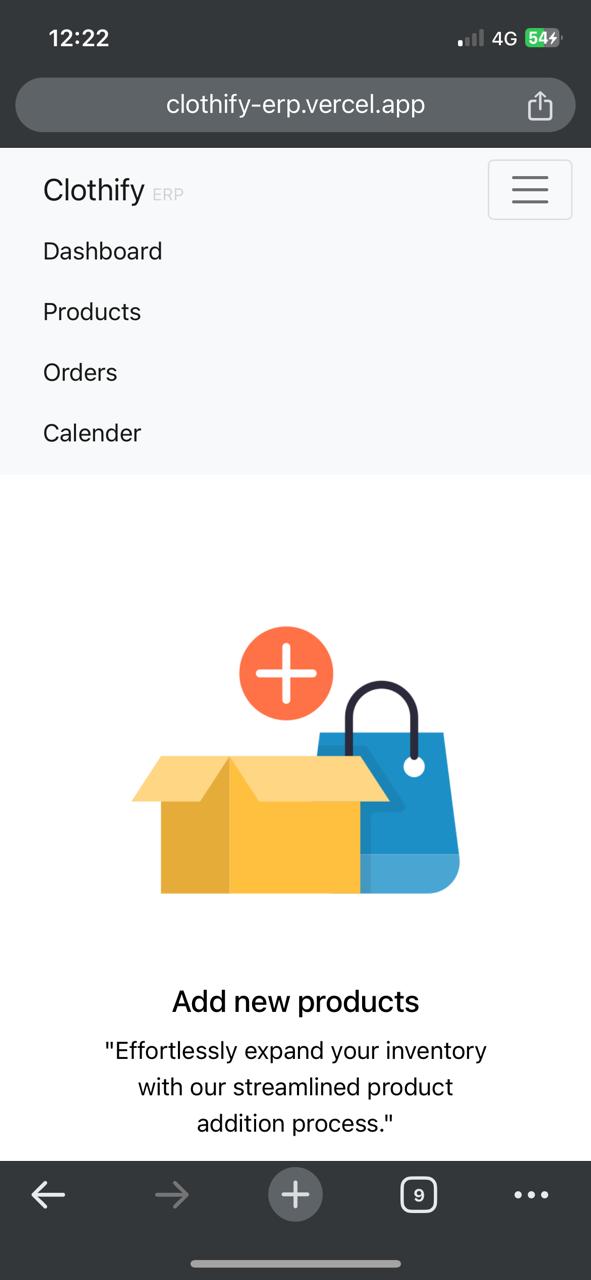 12:22
4G 54
clothify-erp.vercel.app
Clothify ERP
Dashboard
Products
Orders
Calender
Add new products
"Effortlessly expand your inventory
with our streamlined product
addition process."
9